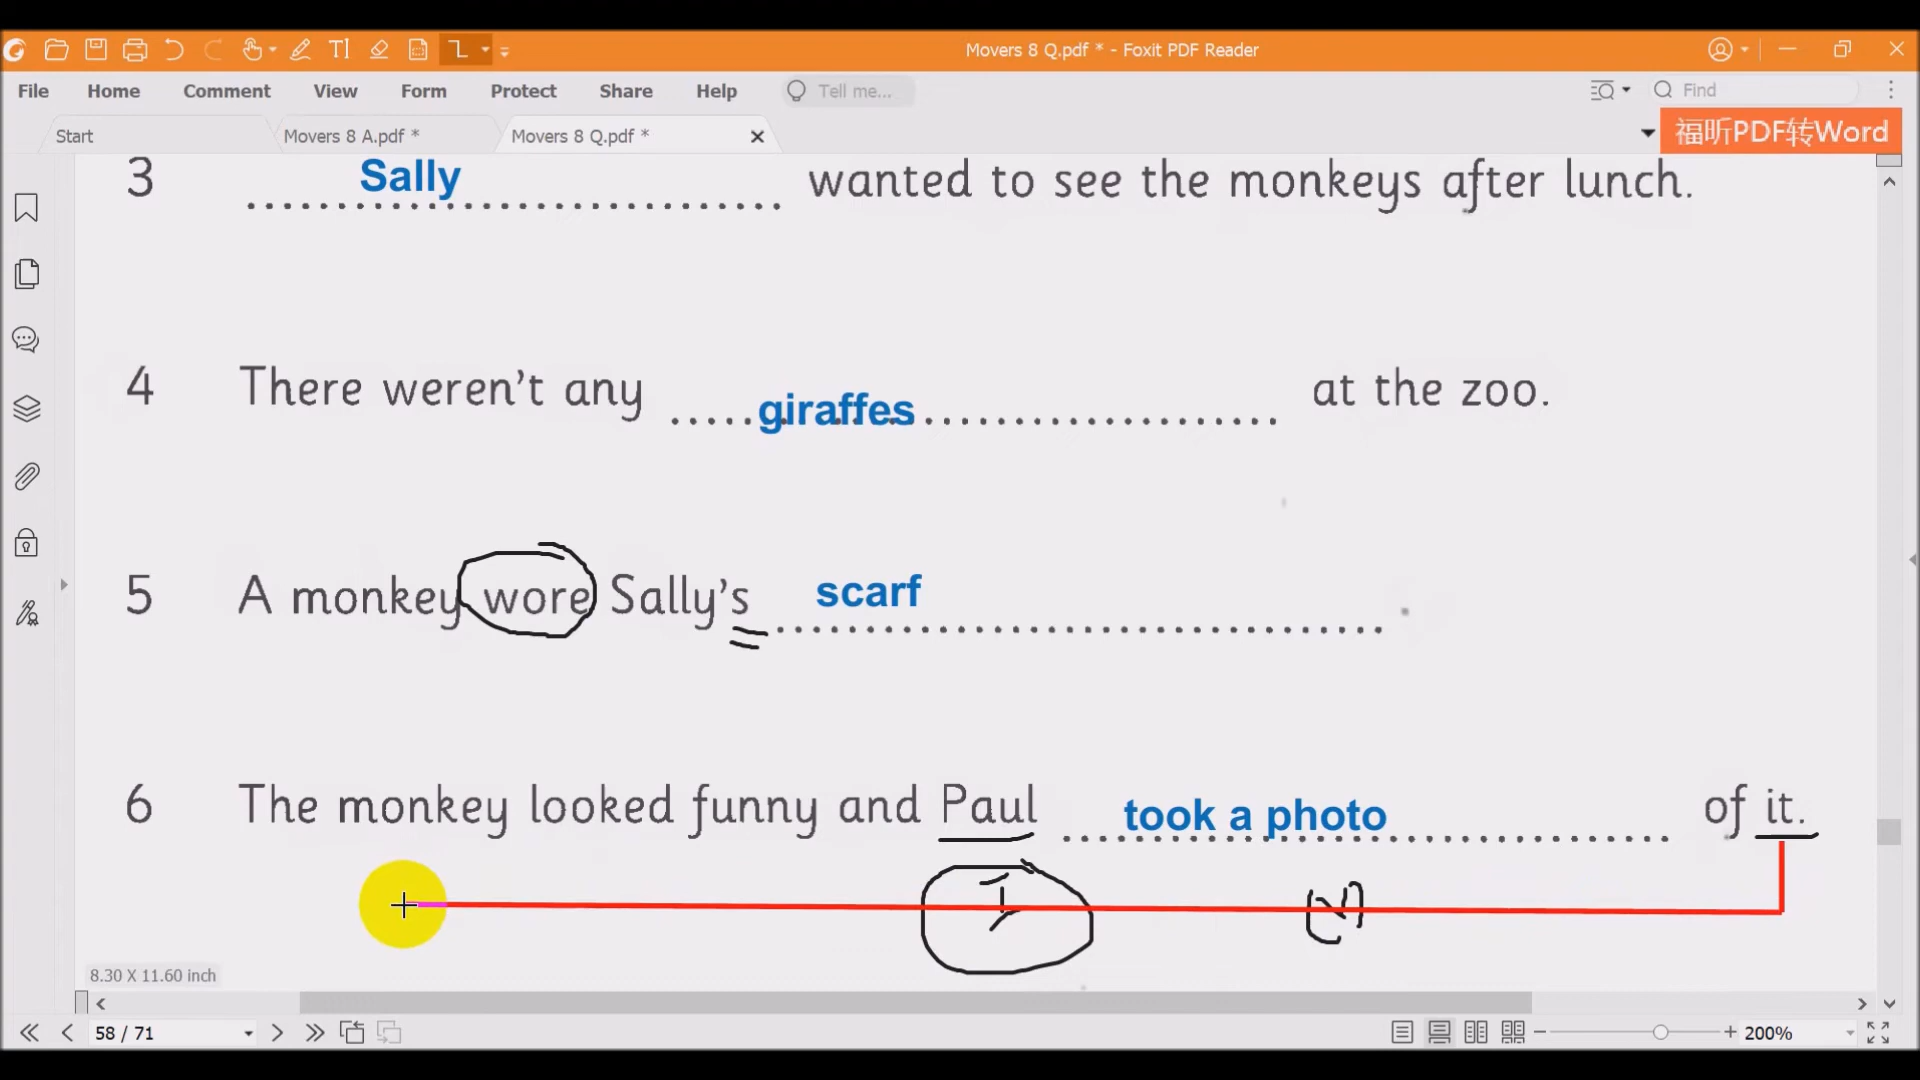 Movers 8 Q.pdf * - Foxit PDF Reader
File Home Comment View Form Protect Share Help Tell me... Find
Start Movers 8 A.pdf * Movers 8 Q.pdf * 福昕PDF转Word
3 Sally wanted to see the monkeys after lunch.
4 There weren't any giraffes at the zoo.
5 A monkey wore Sally's scarf
6 The monkey looked funny and Paul took a photo of it.
8.30 X 11.60 inch
58 / 71 200%